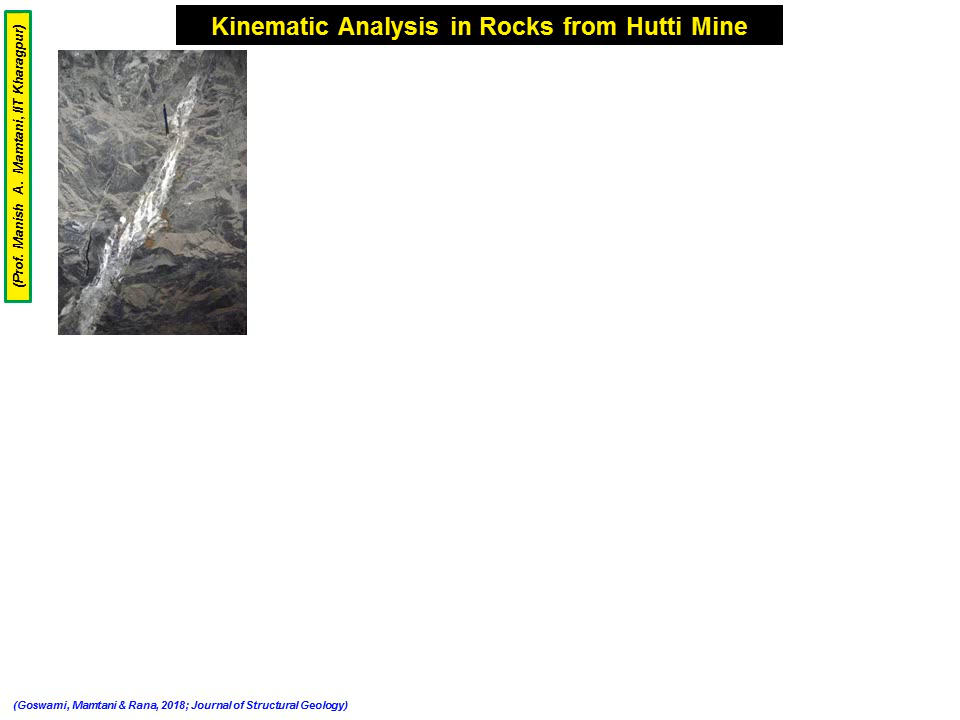 Kinematic Analysis in Rocks from Hutti Mine
(Prof. Manish A. Mamtani, IIT Kharagpur)
(Goswami, Mamtani & Rana, 2018; Journal of Structural Geology)